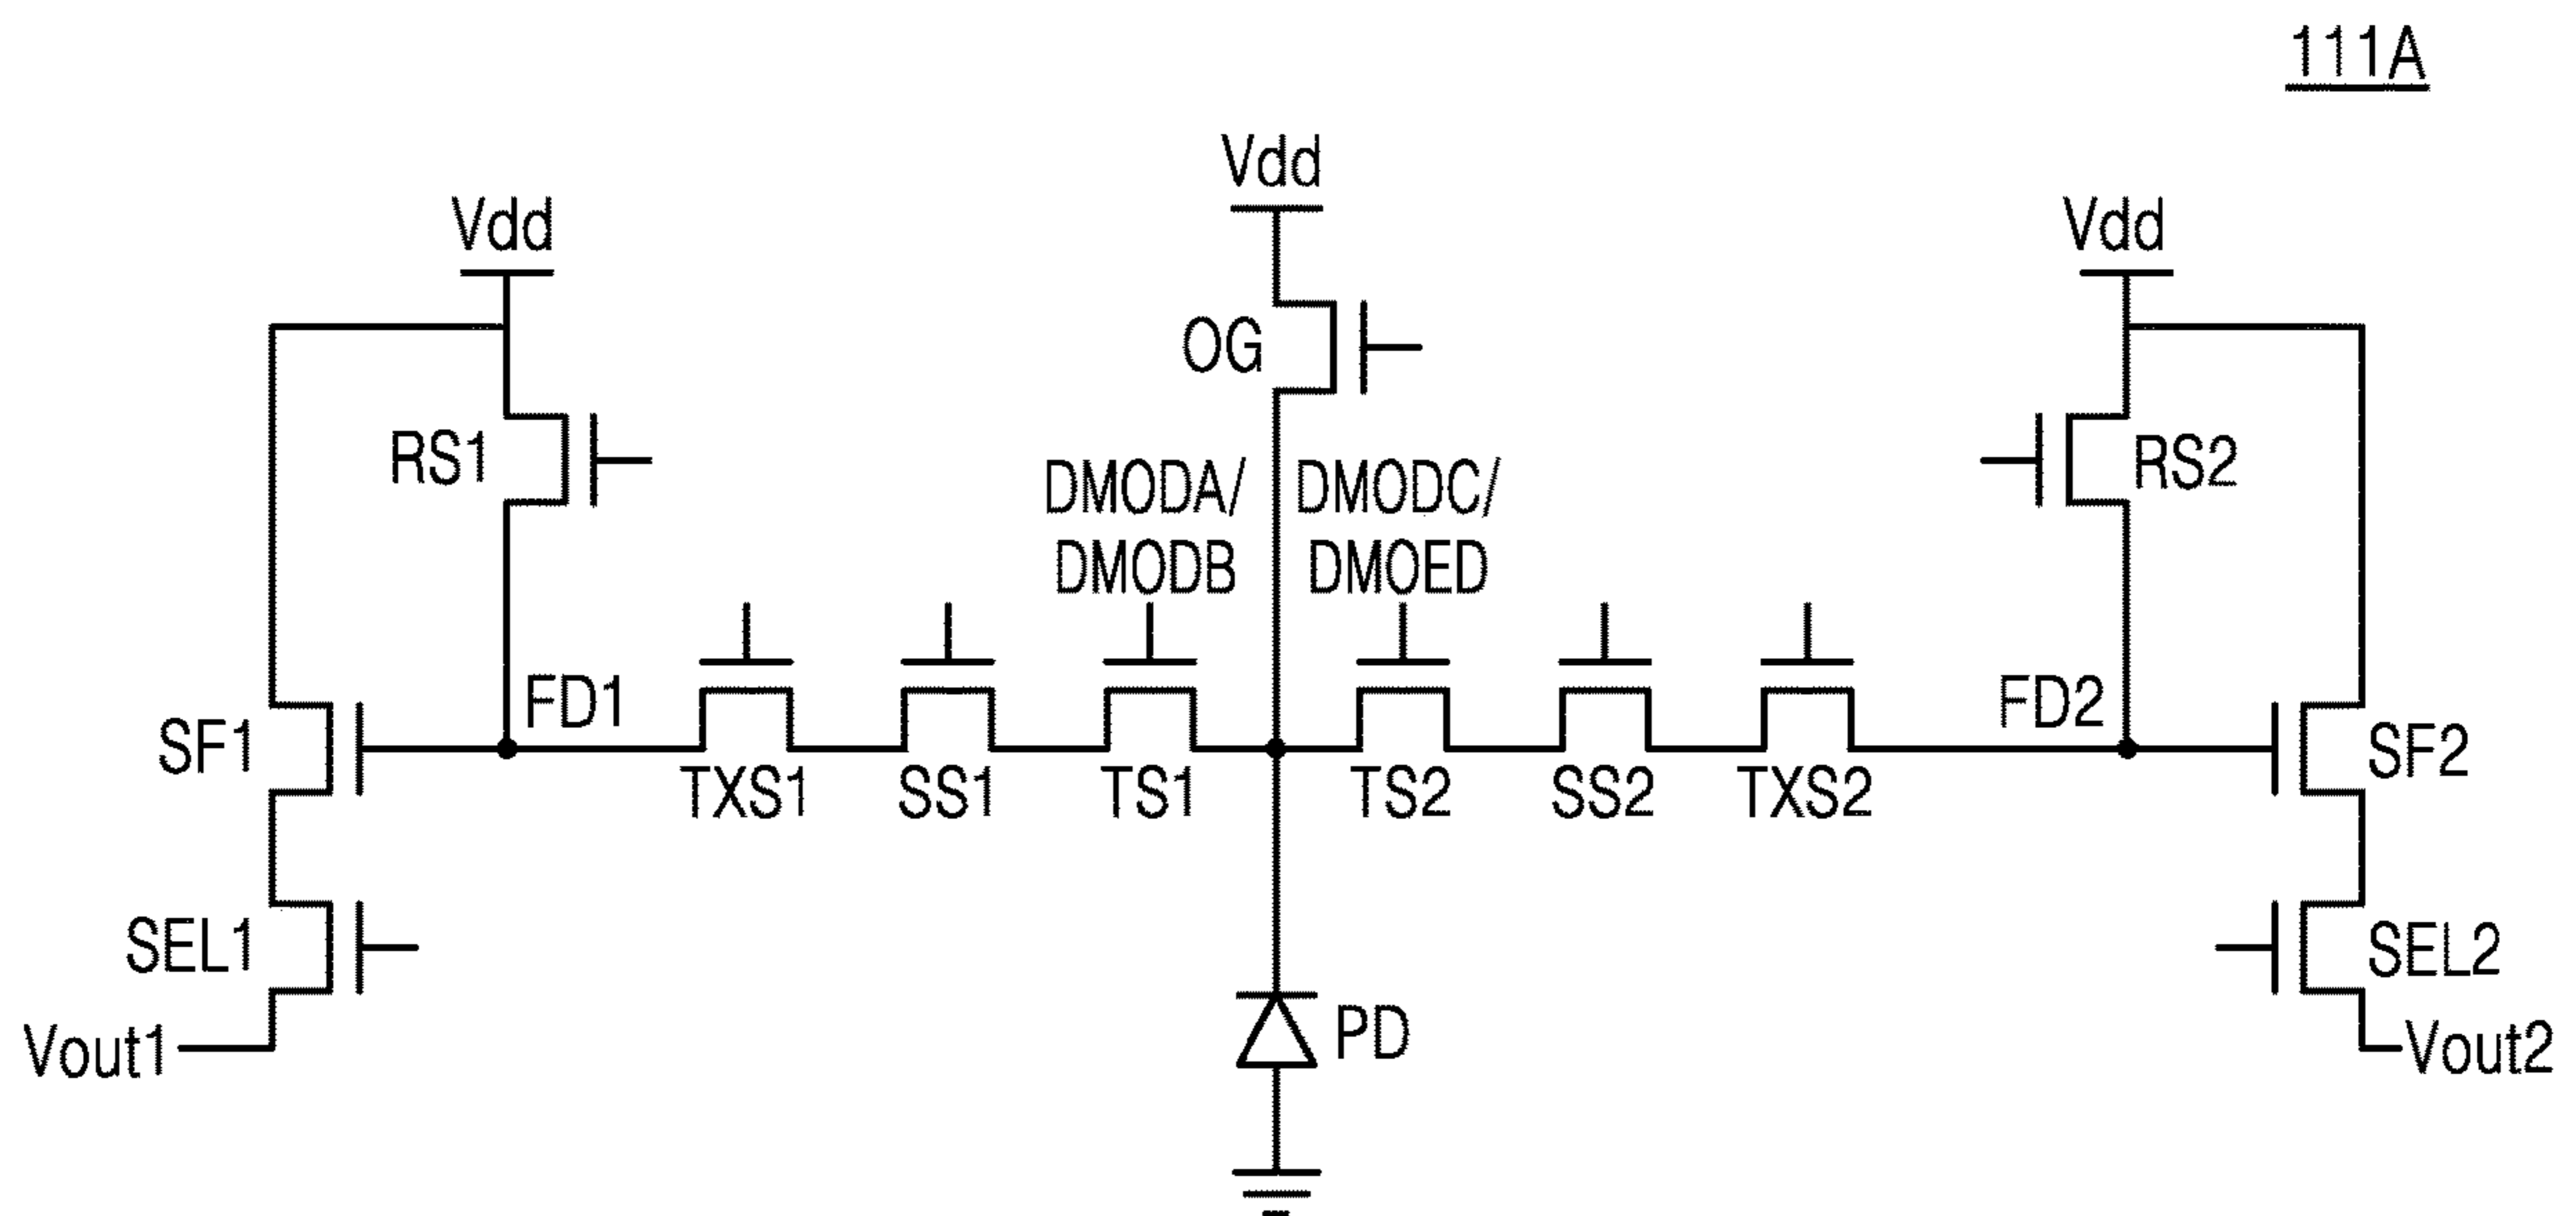 111A
Vdd
Vdd
Vdd
OG
RS1
RS2
DMODA/
DMODB
DMODC/
DMOED
FD1
FD2
SF1
SF2
TXS1
SS1
TS1
TS2
SS2
TXS2
SEL1
SEL2
Vout1
PD
Vout2